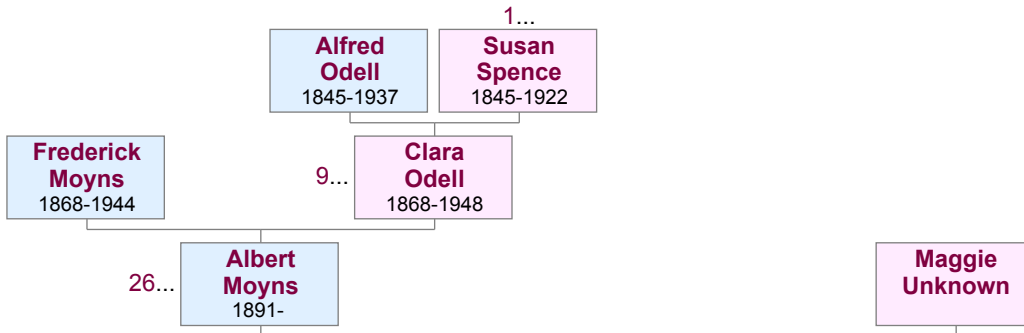 1...
Alfred
Odell
1845-1937
Susan
Spence
1845-1922
Frederick
Moyns
1868-1944
9...
Clara
Odell
1868-1948
26...
Albert
Moyns
1891-
Maggie
Unknown